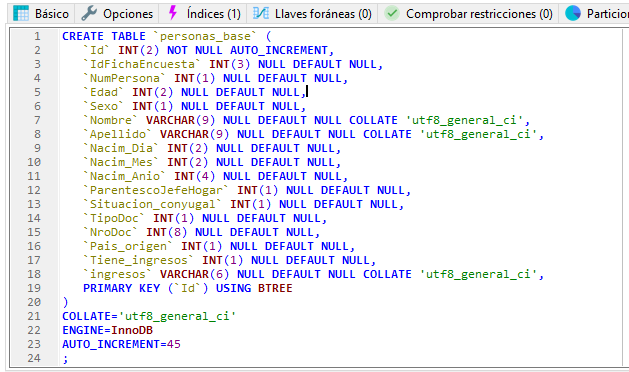 Básico Opciones Índices (1) Llaves foráneas (0) Comprobar restricciones (0) Particion
1 CREATE TABLE `personas_base` (
2 `Id` INT(2) NOT NULL AUTO_INCREMENT,
3 `IdFichaEncuesta` INT(3) NULL DEFAULT NULL,
4 `NumPersona` INT(1) NULL DEFAULT NULL,
5 `Edad` INT(2) NULL DEFAULT NULL,
6 `Sexo` INT(1) NULL DEFAULT NULL,
7 `Nombre` VARCHAR(9) NULL DEFAULT NULL COLLATE 'utf8_general_ci',
8 `Apellido` VARCHAR(9) NULL DEFAULT NULL COLLATE 'utf8_general_ci',
9 `Nacim_Dia` INT(2) NULL DEFAULT NULL,
10 `Nacim_Mes` INT(2) NULL DEFAULT NULL,
11 `Nacim_Anio` INT(4) NULL DEFAULT NULL,
12 `ParentescoJefeHogar` INT(1) NULL DEFAULT NULL,
13 `Situacion_conyugal` INT(1) NULL DEFAULT NULL,
14 `TipoDoc` INT(1) NULL DEFAULT NULL,
15 `NroDoc` INT(8) NULL DEFAULT NULL,
16 `Pais_origen` INT(1) NULL DEFAULT NULL,
17 `Tiene_ingresos` INT(1) NULL DEFAULT NULL,
18 `ingresos` VARCHAR(6) NULL DEFAULT NULL COLLATE 'utf8_general_ci',
19 PRIMARY KEY (`Id`) USING BTREE
20 )
21 COLLATE='utf8_general_ci'
22 ENGINE=InnoDB
23 AUTO_INCREMENT=45
24 ;